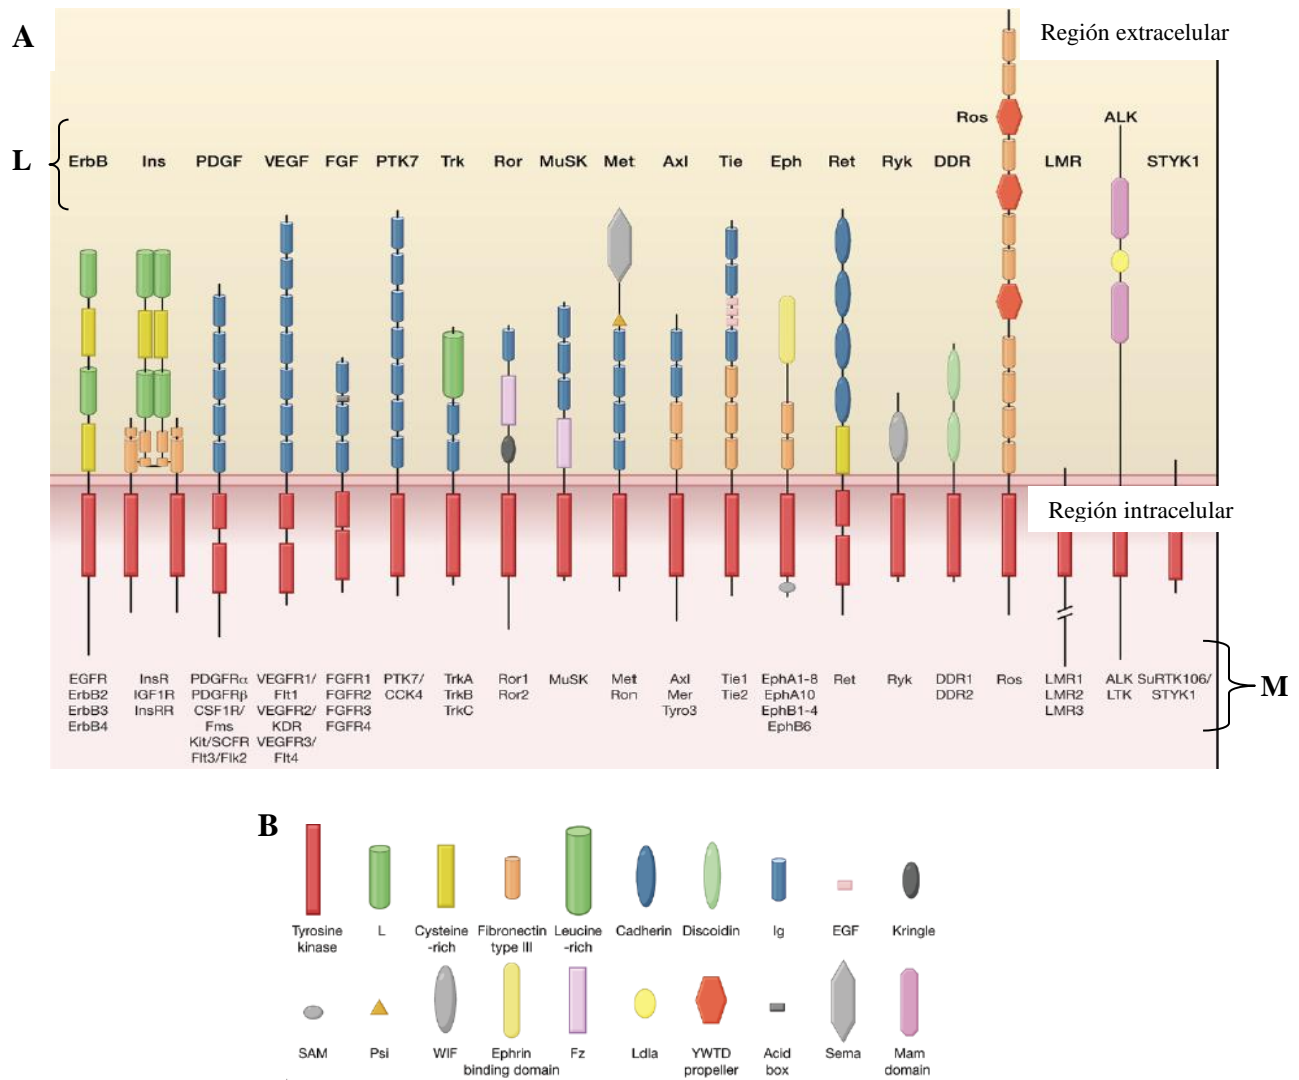 A
Región extracelular
Ros
ALK
L
ErbB Ins PDGF VEGF FGF PTK7 Trk Ror MuSK Met Axl Tie Eph Ret Ryk DDR LMR STYK1
Región intracelular
EGFR
ErbB2
ErbB3
ErbB4
InsR
IGF1R
InsRR
PDGFRα
PDGFRβ
CSF1R/
Fms
Kit/SCFR
Flt3/Flk2
VEGFR1/
Flt1
VEGFR2/
KDR
VEGFR3/
Flt4
FGFR1
FGFR2
FGFR3
FGFR4
PTK7/
CCK4
TrkA
TrkB
TrkC
Ror1
Ror2
MuSK
Met
Ron
Axl
Mer
Tyro3
Tie1
Tie2
EphA1-8
EphA10
EphB1-4
EphB6
Ret
Ryk
DDR1
DDR2
Ros
LMR1
LMR2
LMR3
ALK
LTK
SuRTK106/
STYK1
M
B
Tyrosine
kinase
L
Cysteine
-rich
Fibronectin
type III
Leucine
-rich
Cadherin
Discoidin
Ig
EGF
Kringle
SAM
Psi
WIF
Ephrin
binding domain
Fz
Ldla
YWTD
propeller
Acid
box
Sema
Mam
domain